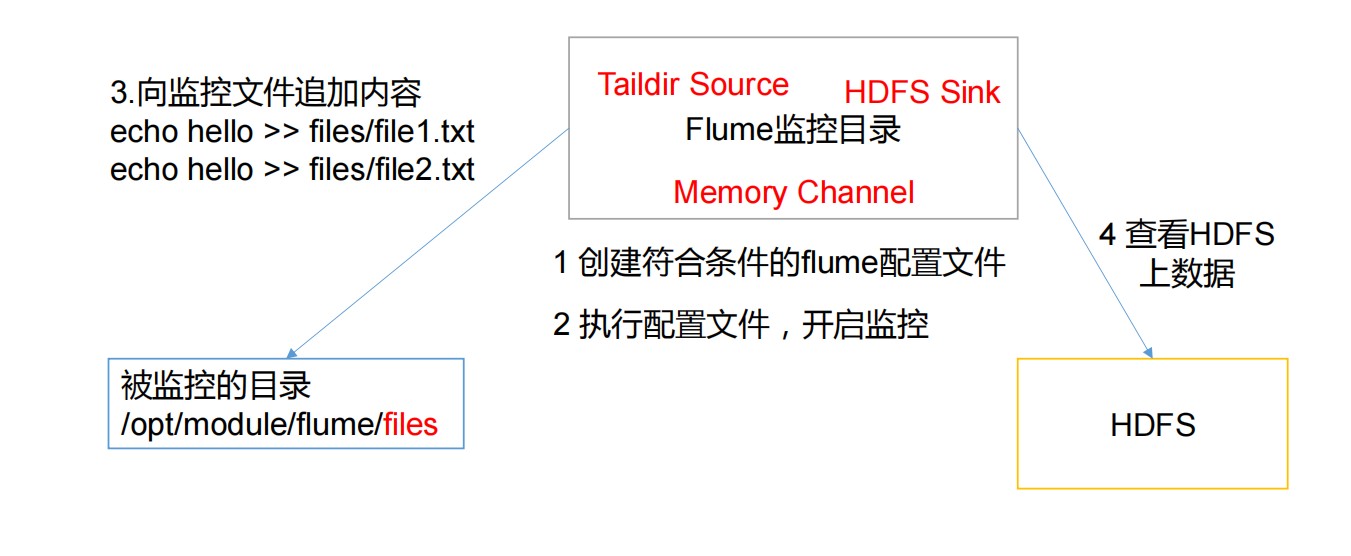 3.向监控文件追加内容
echo hello >> files/file1.txt
echo hello >> files/file2.txt
Taildir Source
HDFS Sink
Flume监控目录
Memory Channel
1 创建符合条件的flume配置文件
2 执行配置文件，开启监控
4 查看HDFS
上数据
被监控的目录
/opt/module/flume/files
HDFS